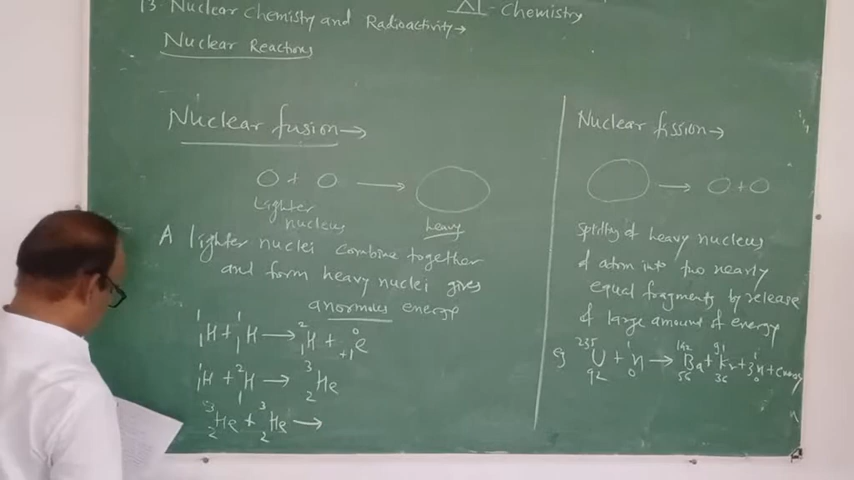 13. Nuclear Chemistry and Radioactivity →
XI - Chemistry
Nuclear Reactions
Nuclear fusion →
O + O → O
Lighter nucleus
heavy
A lighter nuclei combine together
and form heavy nuclei gives
anormolus energy
¹₁H + ¹₁H → ²₁H + ⁰₊₁e
¹₁H + ²₁H → ³₂He
³₂He + ³₂He →
Nuclear fission →
O → O + O
of heavy nucleus
of atom into two nearly
equal fragments by release
of large amount of energy
eg ²³⁵₉₂U + ¹₀n → ¹⁴²₅₆Ba + ⁹¹₃₆Kr + 3¹₀n + energy